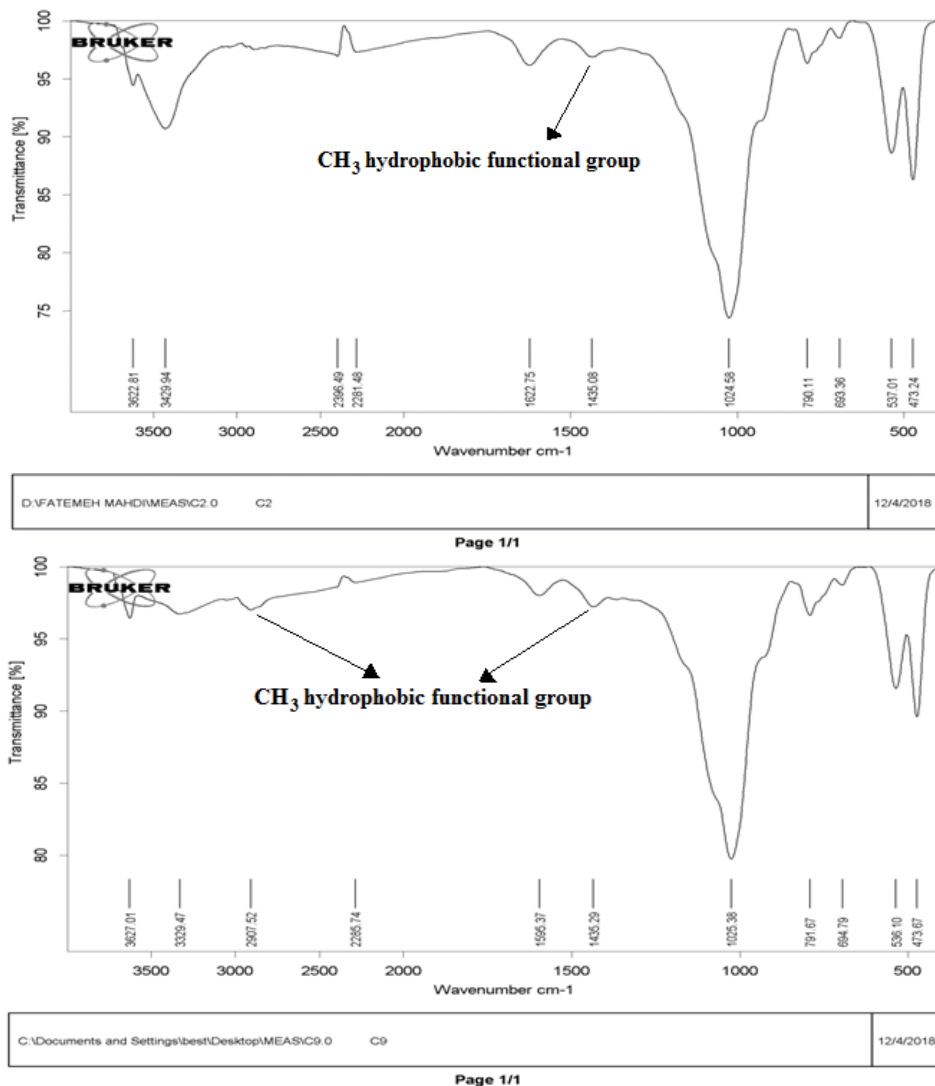 100
BRUKER
95
90
85
80
75
Transmittance [%]
CH3 hydrophobic functional group
3622.81
3429.94
2396.49
2281.48
1622.75
1435.08
1024.58
790.11
693.36
537.01
473.24
3500 3000 2500 2000 1500 1000 500
Wavenumber cm-1
D:\FATEMEH MAHDI\MEAS\C2.0 C2 12/4/2018
Page 1/1
100
BRUKER
95
90
85
80
Transmittance [%]
CH3 hydrophobic functional group
3627.01
3329.47
2907.52
2285.74
1595.37
1435.29
1025.38
791.67
694.79
536.10
473.67
3500 3000 2500 2000 1500 1000 500
Wavenumber cm-1
C:\Documents and Settings\best\Desktop\MEAS\C9.0 C9 12/4/2018
Page 1/1